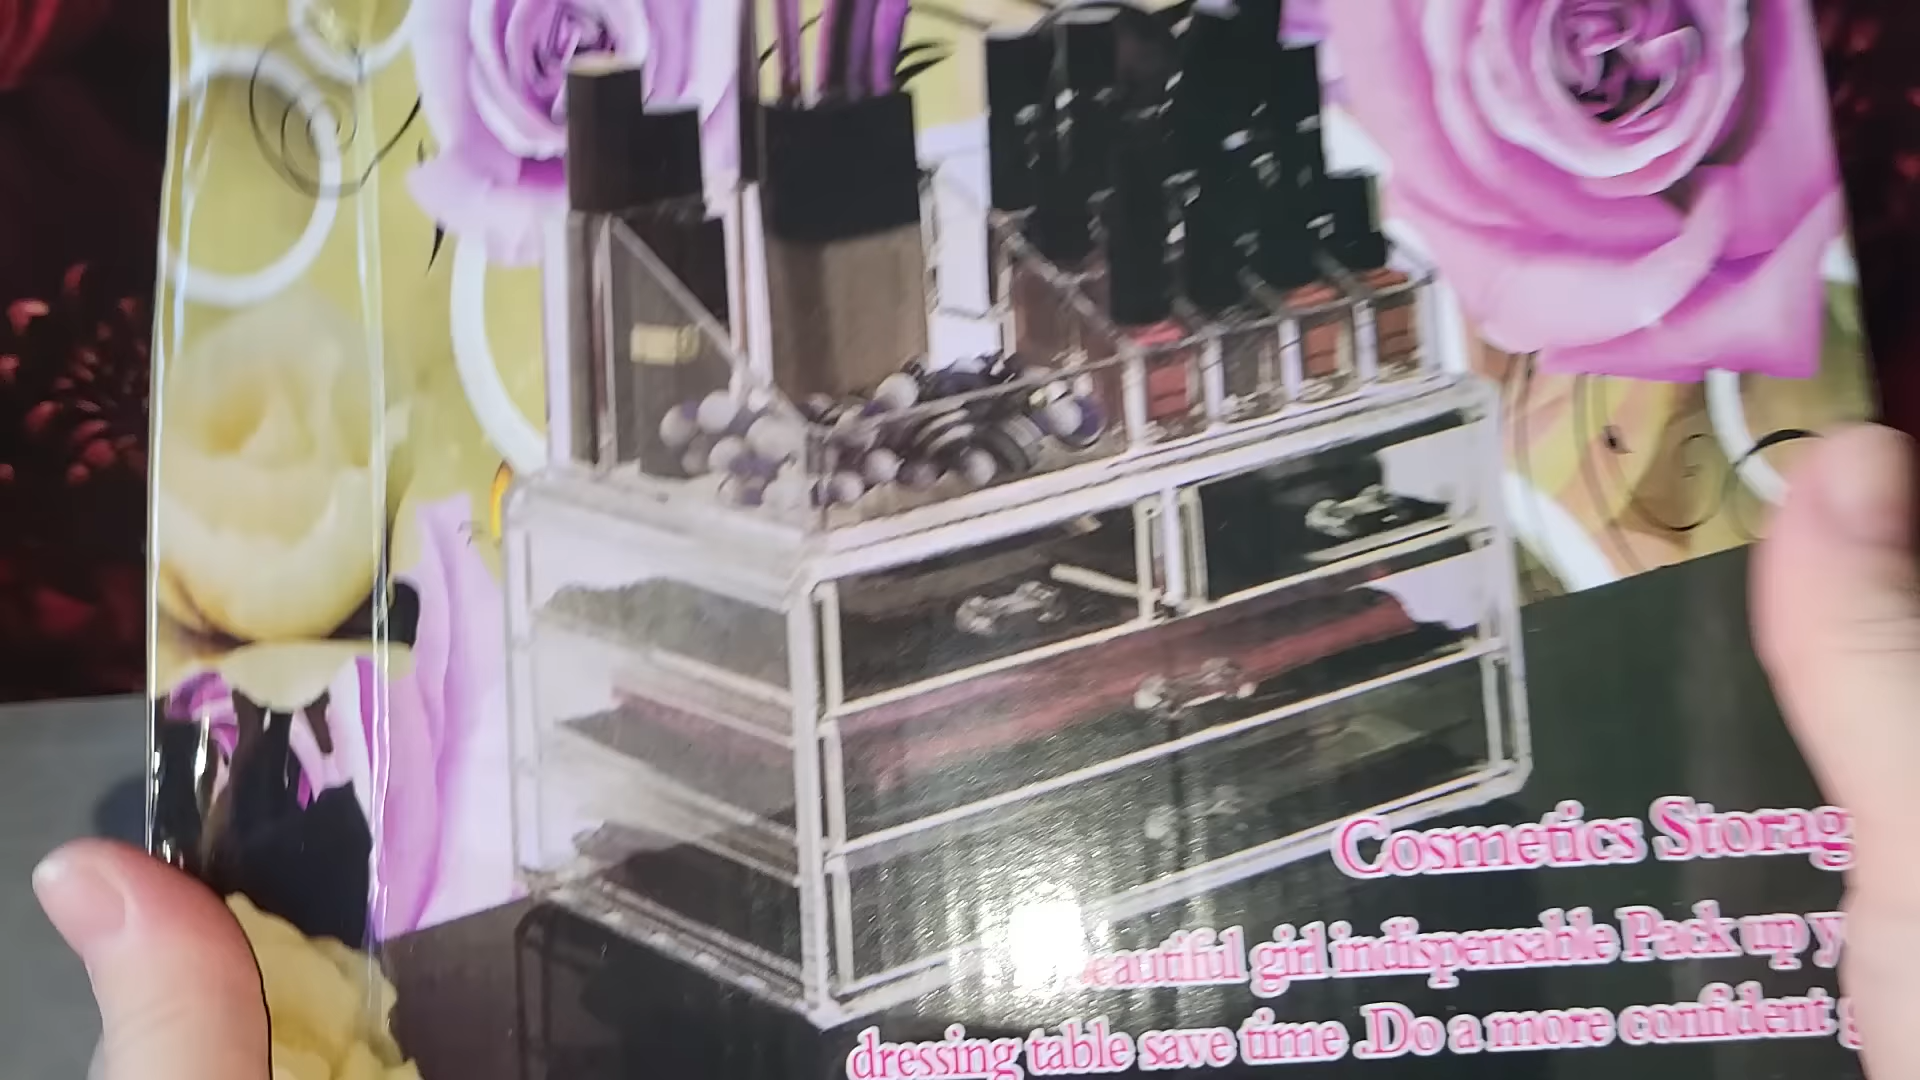 Cosmetics Storag
eautiful girl indispensable Pack up y
dressing table save time .Do a more confident